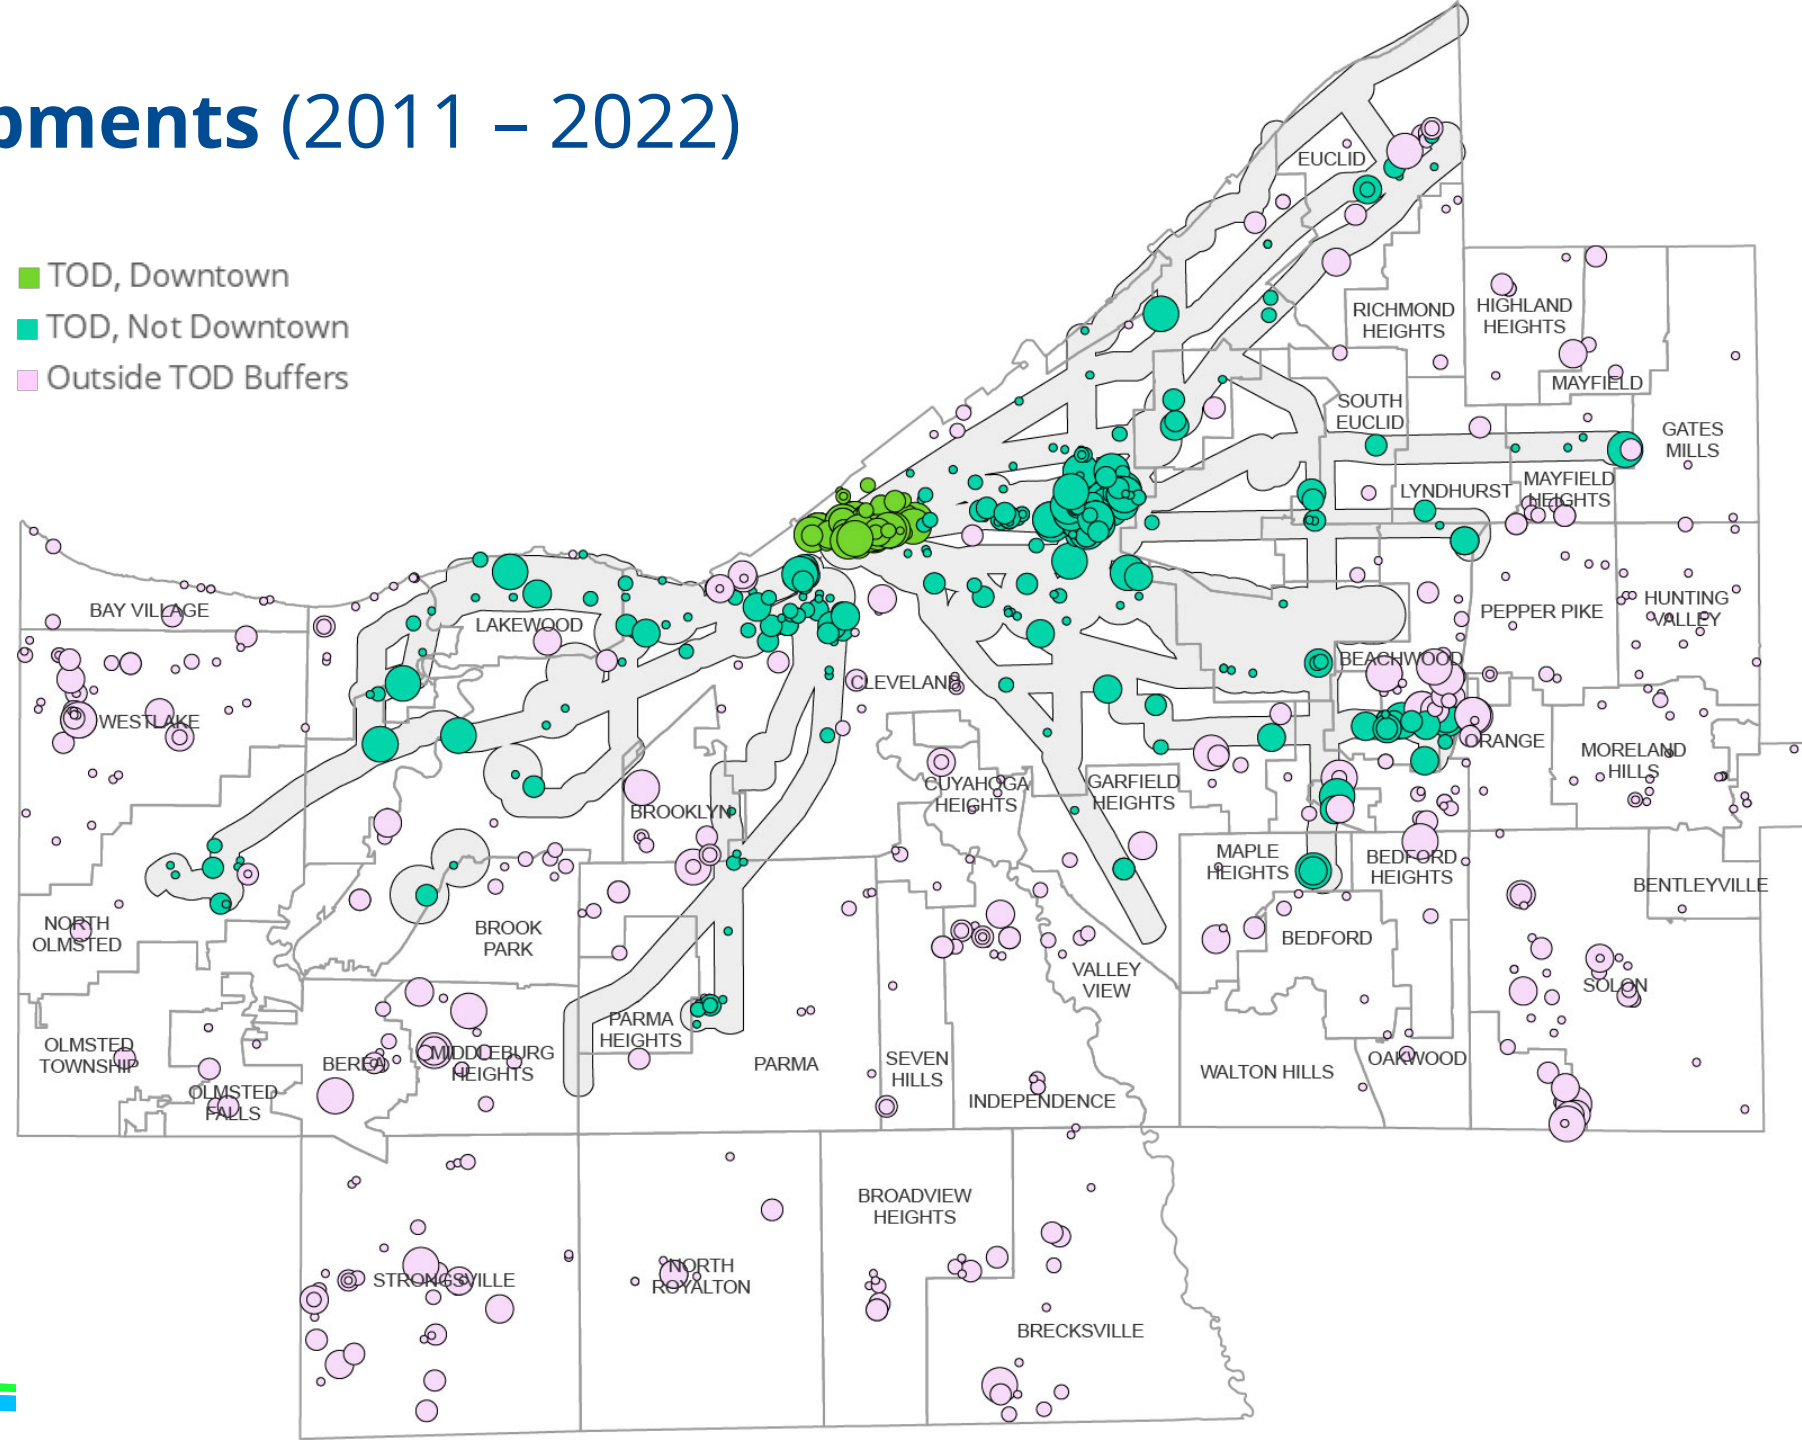 pments (2011 – 2022)
TOD, Downtown
TOD, Not Downtown
Outside TOD Buffers
EUCLID
RICHMOND
HEIGHTS
HIGHLAND
HEIGHTS
MAYFIELD
SOUTH
EUCLID
GATES
MILLS
MAYFIELD
HEIGHTS
LYNDHURST
BAY VILLAGE
LAKEWOOD
PEPPER PIKE
HUNTING
VALLEY
BEACHWOOD
CLEVELAND
WESTLAKE
ORANGE
MORELAND
HILLS
CUYAHOGA
HEIGHTS
GARFIELD
HEIGHTS
BROOKLYN
MAPLE
HEIGHTS
BEDFORD
HEIGHTS
BENTLEYVILLE
NORTH
OLMSTED
BROOK
PARK
BEDFORD
VALLEY
VIEW
SOLON
PARMA
HEIGHTS
OLMSTED
TOWNSHIP
BEREA
MIDDLEBURG
HEIGHTS
PARMA
SEVEN
HILLS
WALTON HILLS
OAKWOOD
OLMSTED
FALLS
INDEPENDENCE
BROADVIEW
HEIGHTS
STRONGSVILLE
NORTH
ROYALTON
BRECKSVILLE